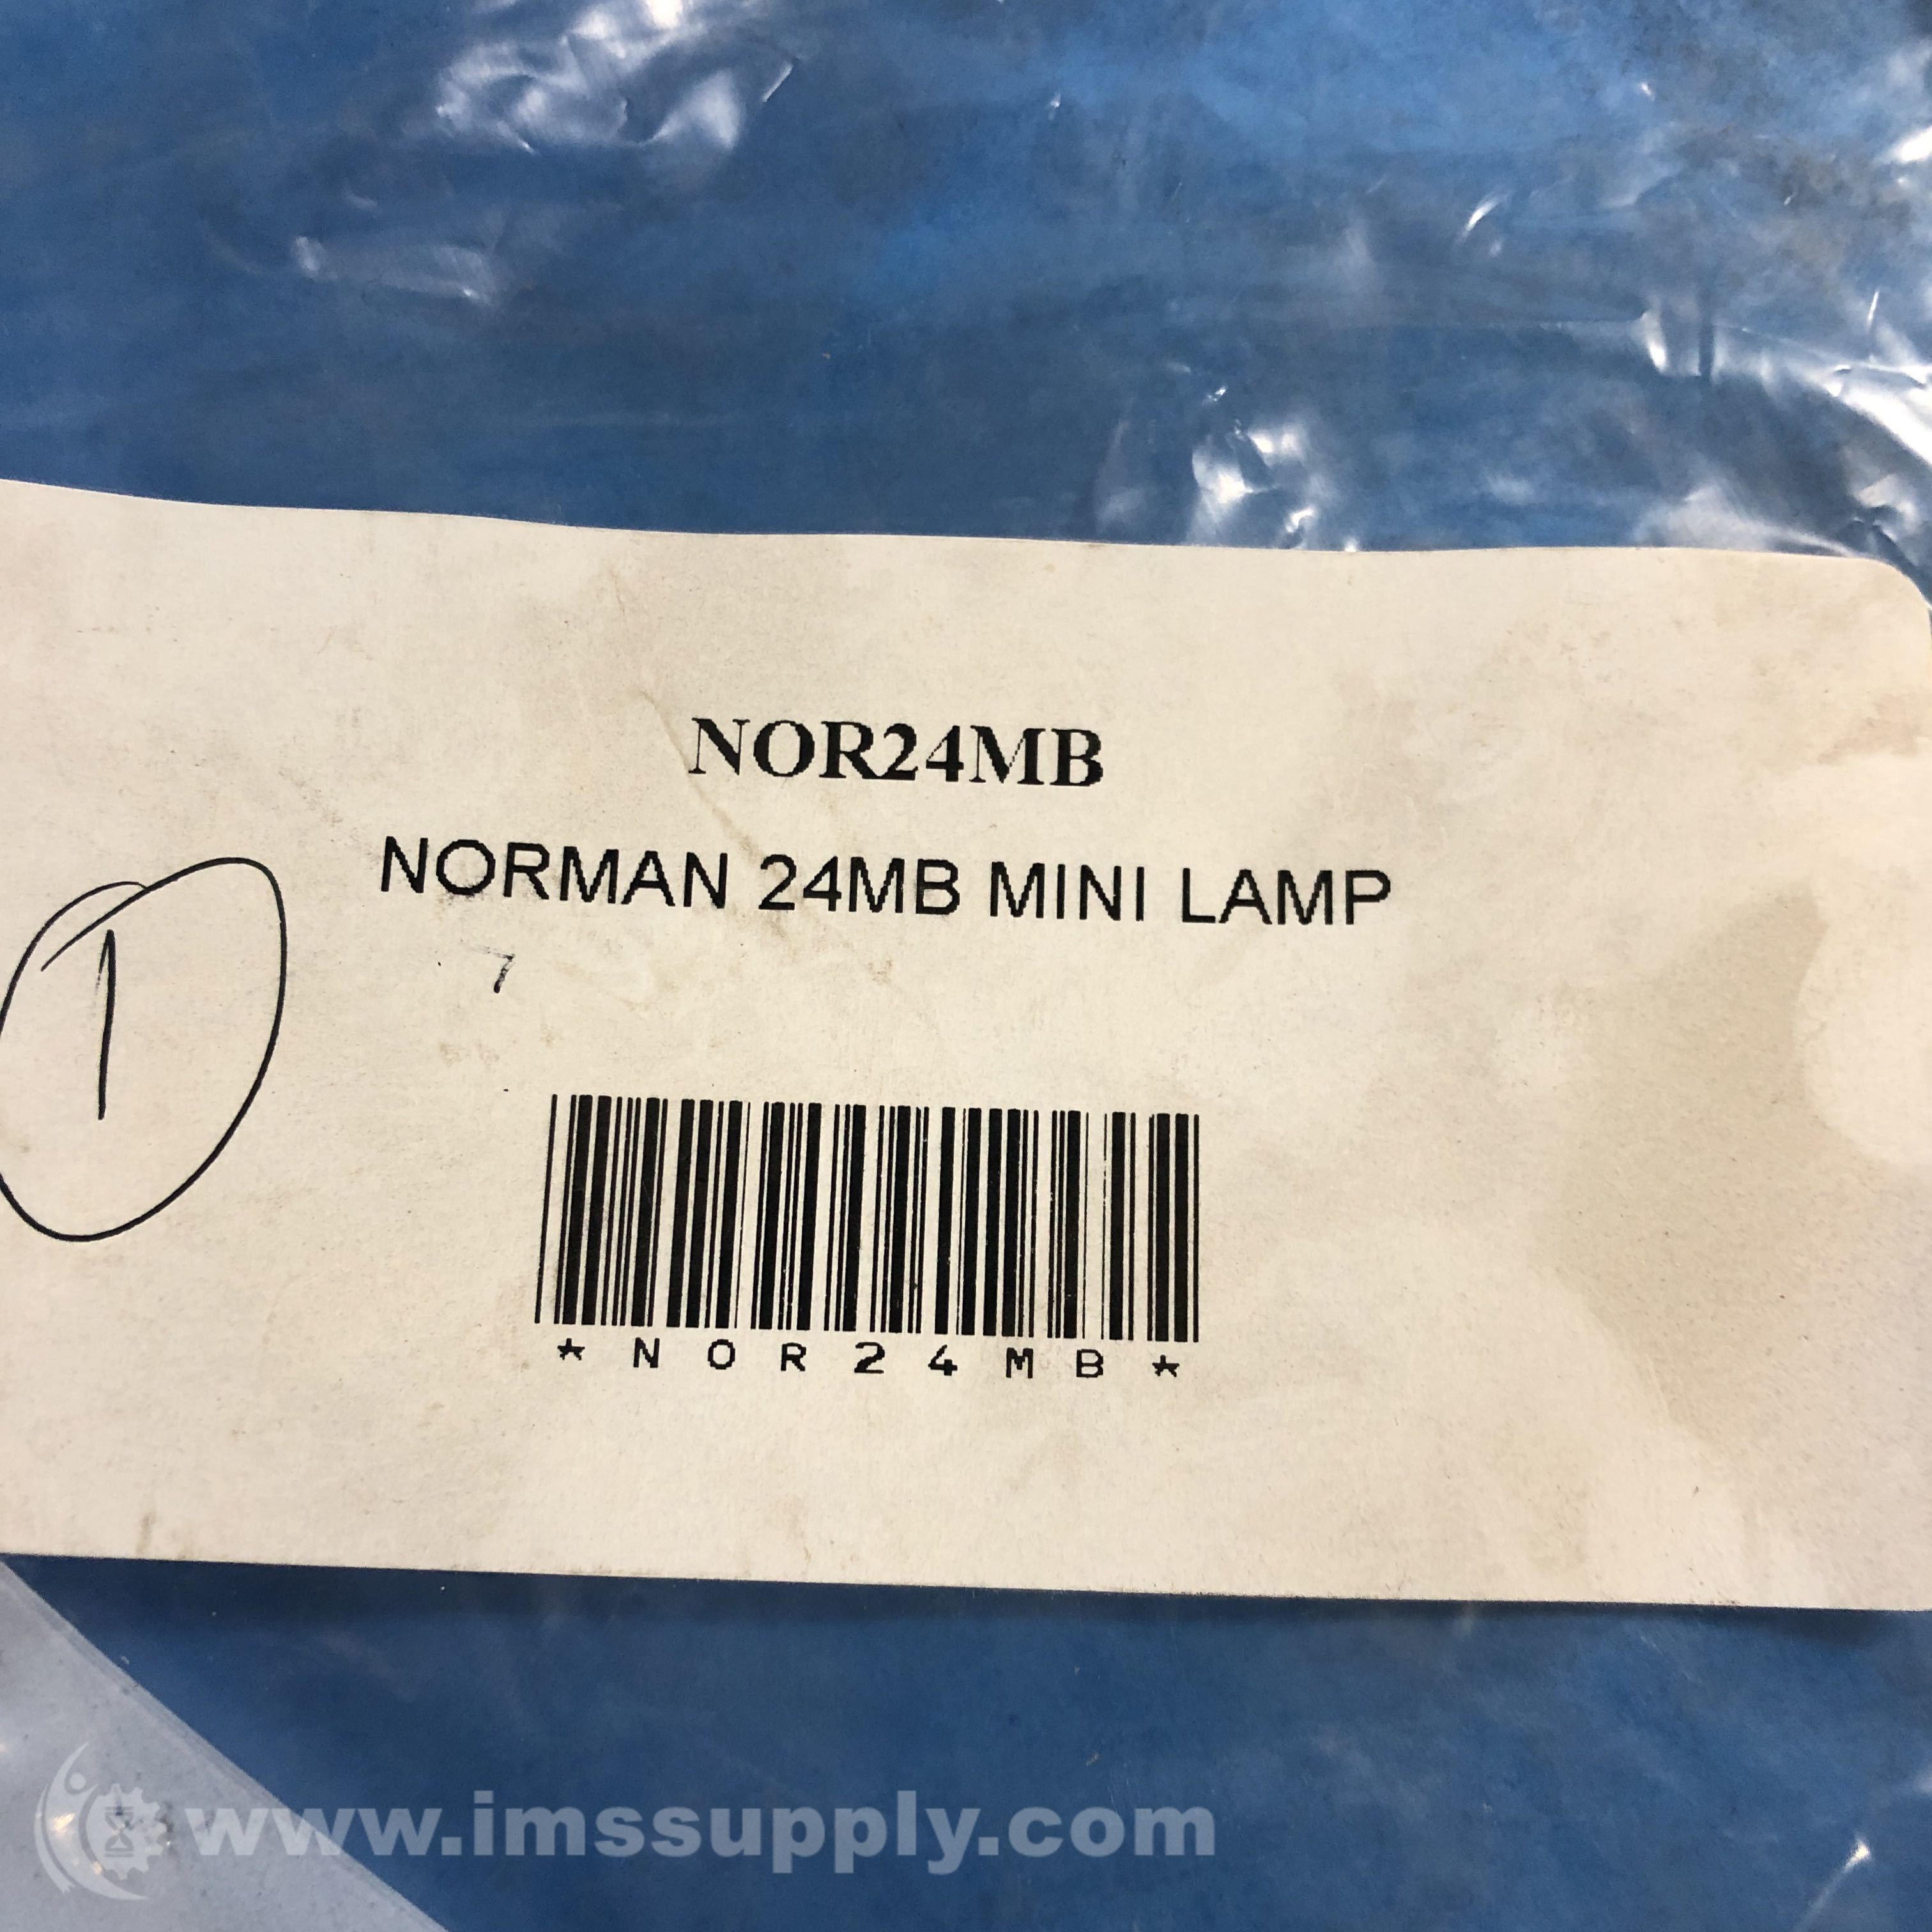 NOR24MB
NORMAN 24MB MINI LAMP
1
*NOR24MB*
www.imssupply.com